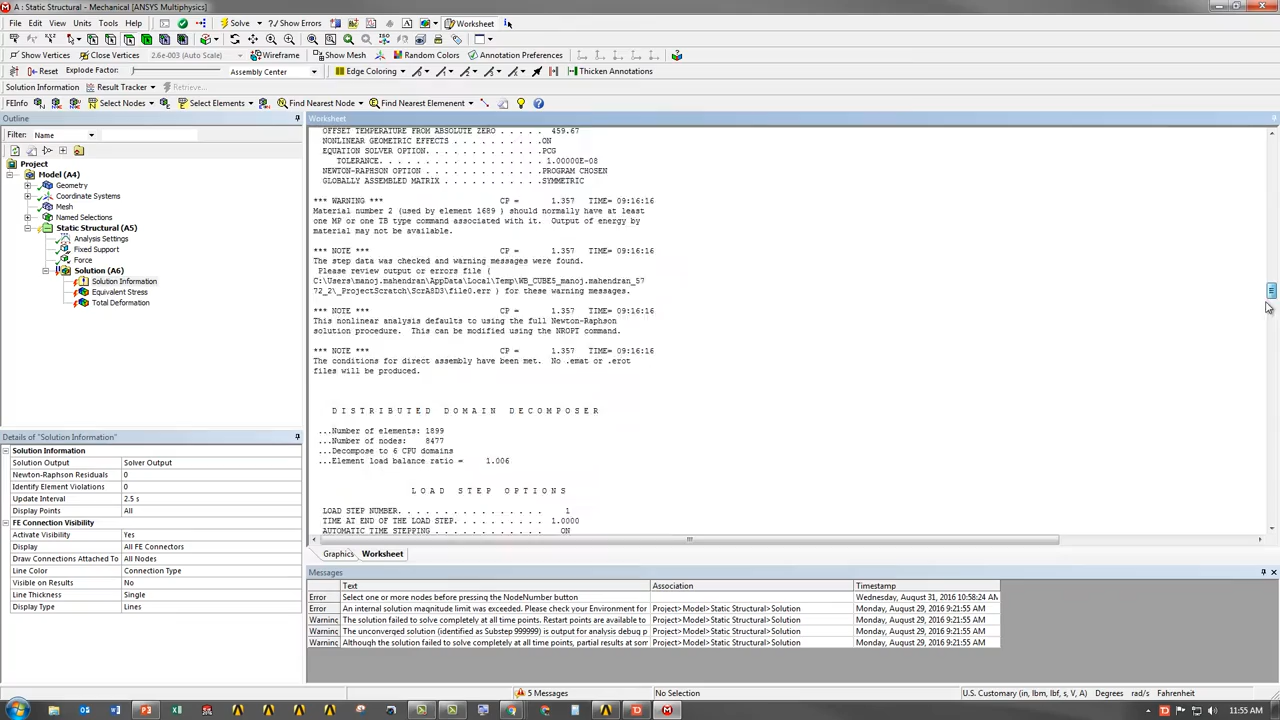 A : Static Structural - Mechanical [ANSYS Multiphysics]
File Edit View Units Tools Help Solve ?/ Show Errors Worksheet
Show Vertices Close Vertices 2.6e-003 (Auto Scale) Wireframe Show Mesh Random Colors Annotation Preferences
Reset Explode Factor: Assembly Center Edge Coloring Thicken Annotations
Solution Information Result Tracker Retrieve...
FEInfo Select Nodes Select Elements Find Nearest Node Find Nearest Elemenent
Outline
Filter: Name
Project
Model (A4)
Geometry
Coordinate Systems
Mesh
Named Selections
Static Structural (A5)
Analysis Settings
Fixed Support
Force
Solution (A6)
Solution Information
Equivalent Stress
Total Deformation
Details of "Solution Information"
Solution Information
Solution Output Solver Output
Newton-Raphson Residuals 0
Identify Element Violations 0
Update Interval 2.5 s
Display Points All
FE Connection Visibility
Activate Visibility Yes
Display All FE Connectors
Draw Connections Attached To All Nodes
Line Color Connection Type
Visible on Results No
Line Thickness Single
Display Type Lines
Worksheet
OFFSET TEMPERATURE FROM ABSOLUTE ZERO . . . . . 459.67
NONLINEAR GEOMETRIC EFFECTS . . . . . . . . . .ON
EQUATION SOLVER OPTION. . . . . . . . . . . . .PCG
TOLERANCE. . . . . . . . . . . . . . . . . . 1.00000E-08
NEWTON-RAPHSON OPTION . . . . . . . . . . . . .PROGRAM CHOSEN
GLOBALLY ASSEMBLED MATRIX . . . . . . . . . . .SYMMETRIC
*** WARNING *** CP = 1.357 TIME= 09:16:16
Material number 2 (used by element 1689 ) should normally have at least
one MP or one TB type command associated with it. Output of energy by
material may not be available.
*** NOTE *** CP = 1.357 TIME= 09:16:16
The step data was checked and warning messages were found.
Please review output or errors file (
C:\Users\manoj.mahendran\AppData\Local\Temp\WB_CUBE5_manoj.mahendran_57
72_2\_ProjectScratch\ScrA8D3\file0.err ) for these warning messages.
*** NOTE *** CP = 1.357 TIME= 09:16:16
This nonlinear analysis defaults to using the full Newton-Raphson
solution procedure. This can be modified using the NROPT command.
*** NOTE *** CP = 1.357 TIME= 09:16:16
The conditions for direct assembly have been met. No .emat or .erot
files will be produced.
D I S T R I B U T E D D O M A I N D E C O M P O S E R
...Number of elements: 1899
...Number of nodes: 8477
...Decompose to 6 CPU domains
...Element load balance ratio = 1.006
L O A D S T E P O P T I O N S
LOAD STEP NUMBER. . . . . . . . . . . . . . . . 1
TIME AT END OF THE LOAD STEP. . . . . . . . . . 1.0000
AUTOMATIC TIME STEPPING . . . . . . . . . . . . ON
Graphics Worksheet
Messages
Text Association Timestamp
Error Select one or more nodes before pressing the NodeNumber button Wednesday, August 31, 2016 10:58:24 AM
Error An internal solution magnitude limit was exceeded. Please check your Environment for Project>Model>Static Structural>Solution Monday, August 29, 2016 9:21:55 AM
Warninc The solution failed to solve completely at all time points. Restart points are available to Project>Model>Static Structural>Solution Monday, August 29, 2016 9:21:55 AM
Warninc The unconverged solution (identified as Substep 999999) is output for analysis debug p Project>Model>Static Structural>Solution Monday, August 29, 2016 9:21:55 AM
Warninc Although the solution failed to solve completely at all time points, partial results at som Project>Model>Static Structural>Solution Monday, August 29, 2016 9:21:55 AM
5 Messages No Selection U.S. Customary (in, lbm, lbf, s, V, A) Degrees rad/s Fahrenheit
11:55 AM